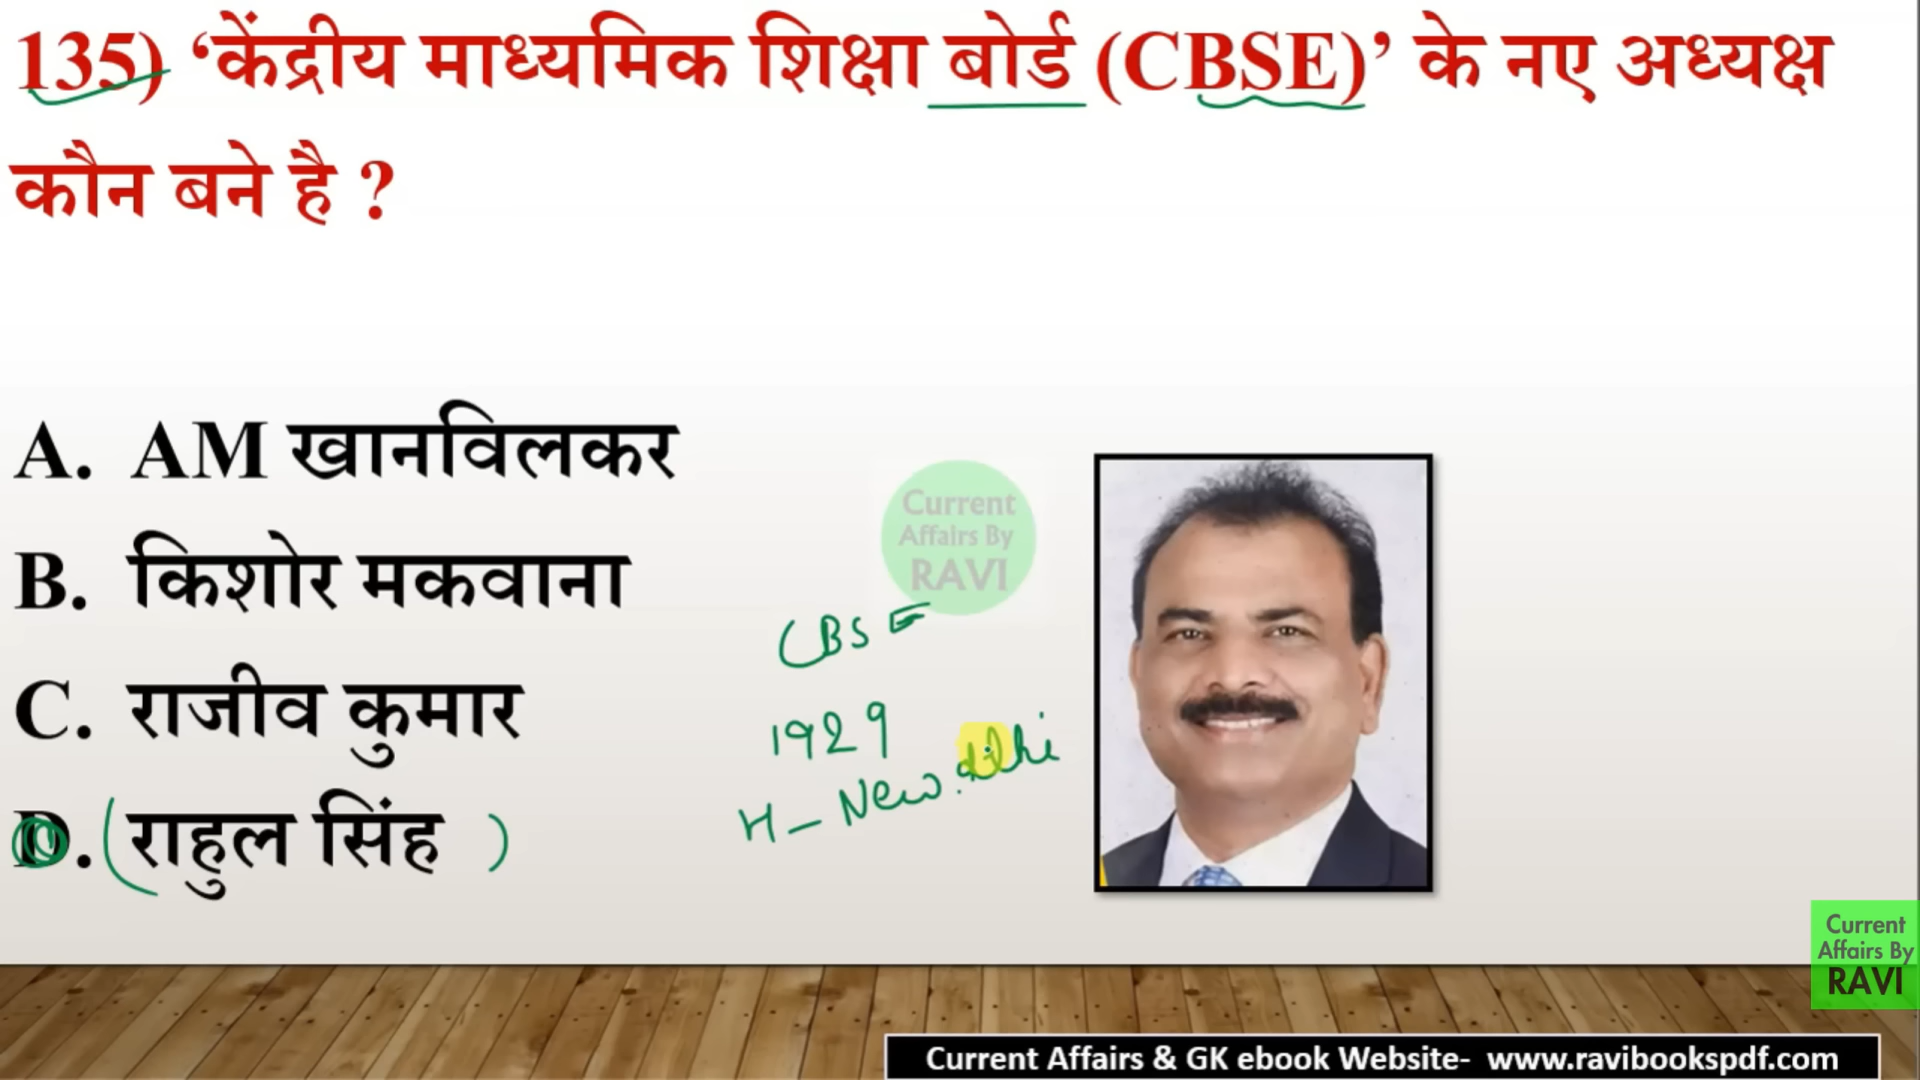 135) ‘केंद्रीय माध्यमिक शिक्षा बोर्ड (CBSE)’ के नए अध्यक्ष
कौन बने है ?
A. AM खानविलकर
B. किशोर मकवाना
C. राजीव कुमार
D. (राहुल सिंह )
Current
Affairs By
RAVI
CBSE
1929
H - New delhi
Current
Affairs By
RAVI
Current Affairs & GK ebook Website- www.ravibookspdf.com